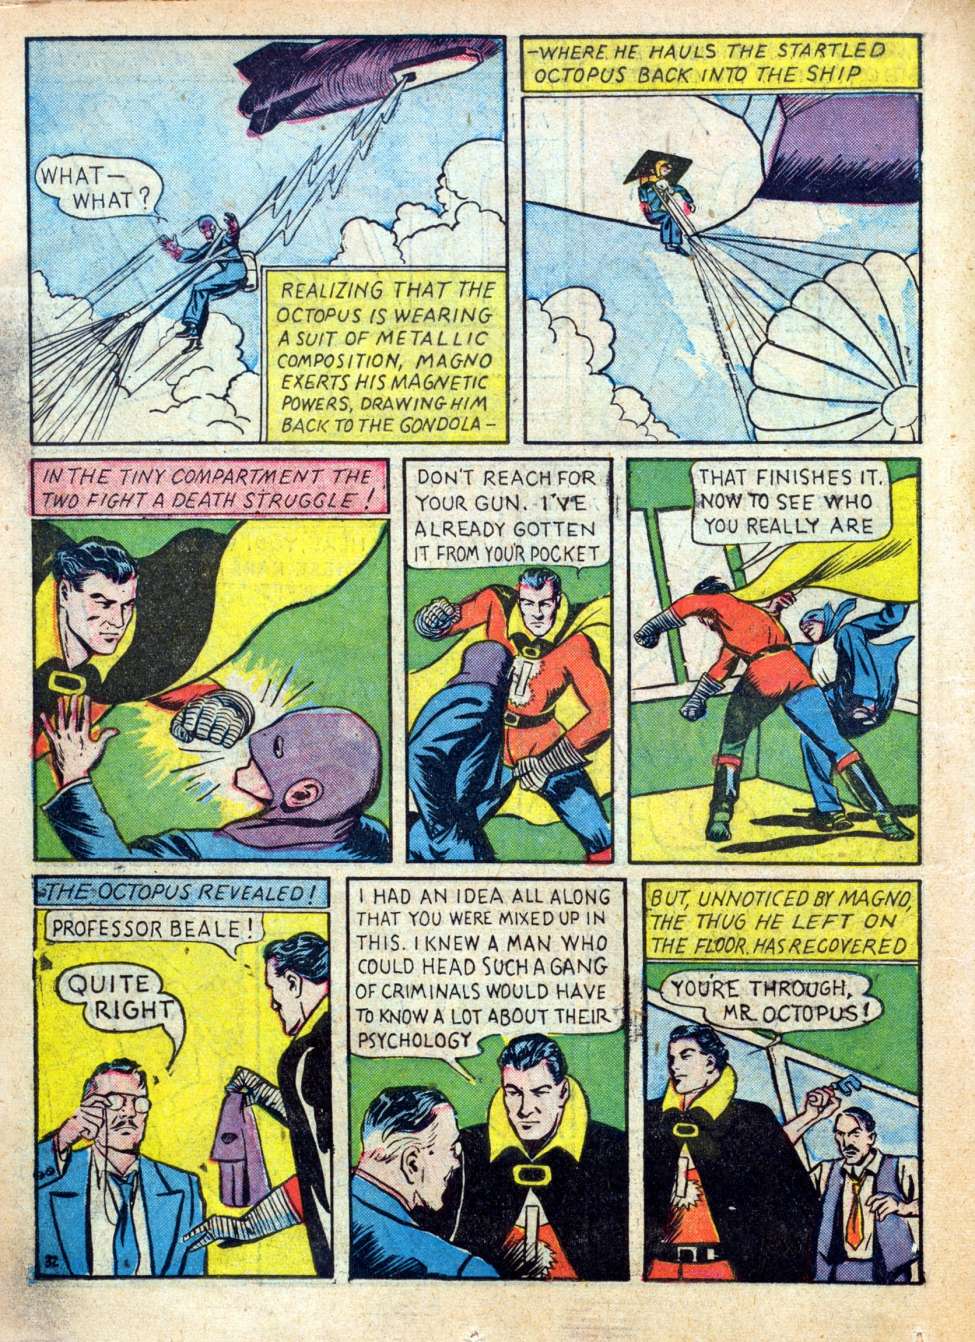 WHAT—
WHAT?
REALIZING THAT THE
OCTOPUS IS WEARING
A SUIT OF METALLIC
COMPOSITION, MAGNO
EXERTS HIS MAGNETIC
POWERS, DRAWING HIM
BACK TO THE GONDOLA—
—WHERE HE HAULS THE STARTLED
OCTOPUS BACK INTO THE SHIP
IN THE TINY COMPARTMENT THE
TWO FIGHT A DEATH STRUGGLE!
DON'T REACH FOR
YOUR GUN. I'VE
ALREADY GOTTEN
IT FROM YOU'R POCKET
THAT FINISHES IT.
NOW TO SEE WHO
YOU REALLY ARE
THE OCTOPUS REVEALED!
PROFESSOR BEALE!
QUITE
RIGHT
32
I HAD AN IDEA ALL ALONG
THAT YOU WERE MIXED UP IN
THIS. I KNEW A MAN WHO
COULD HEAD SUCH A GANG
OF CRIMINALS WOULD HAVE
TO KNOW A LOT ABOUT THEIR
PSYCHOLOGY
BUT, UNNOTICED BY MAGNO,
THE THUG HE LEFT ON
THE FLOOR, HAS RECOVERED
YOU'RE THROUGH,
MR. OCTOPUS!